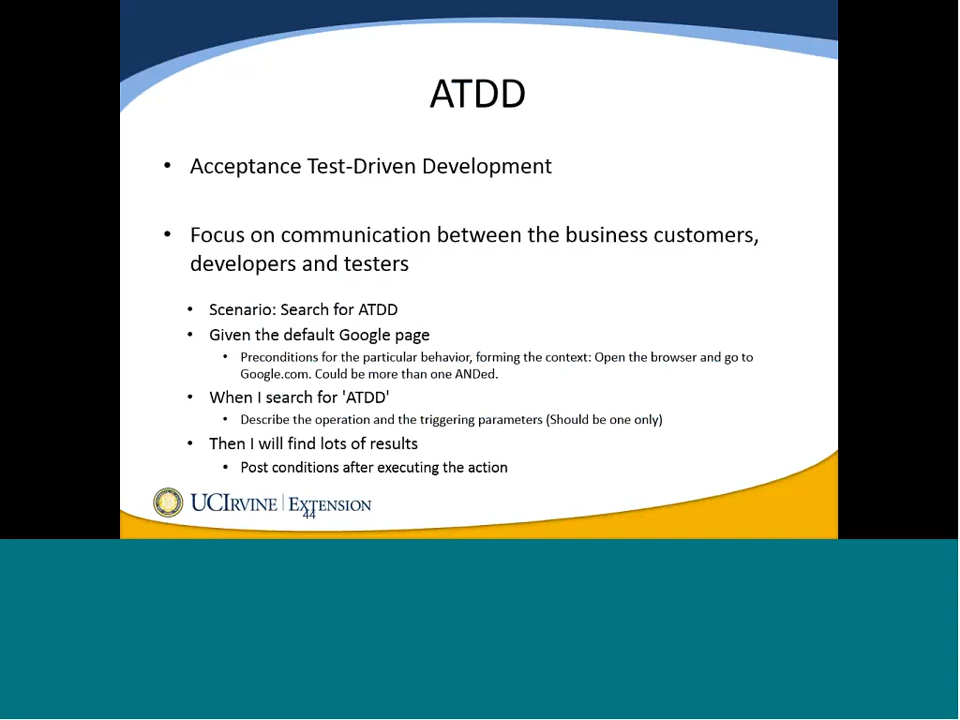 ATDD
• Acceptance Test-Driven Development
• Focus on communication between the business customers,
developers and testers
• Scenario: Search for ATDD
• Given the default Google page
• Preconditions for the particular behavior, forming the context: Open the browser and go to
Google.com. Could be more than one ANDed.
• When I search for 'ATDD'
• Describe the operation and the triggering parameters (Should be one only)
• Then I will find lots of results
• Post conditions after executing the action
UCIRVINE | EXTENSION
44